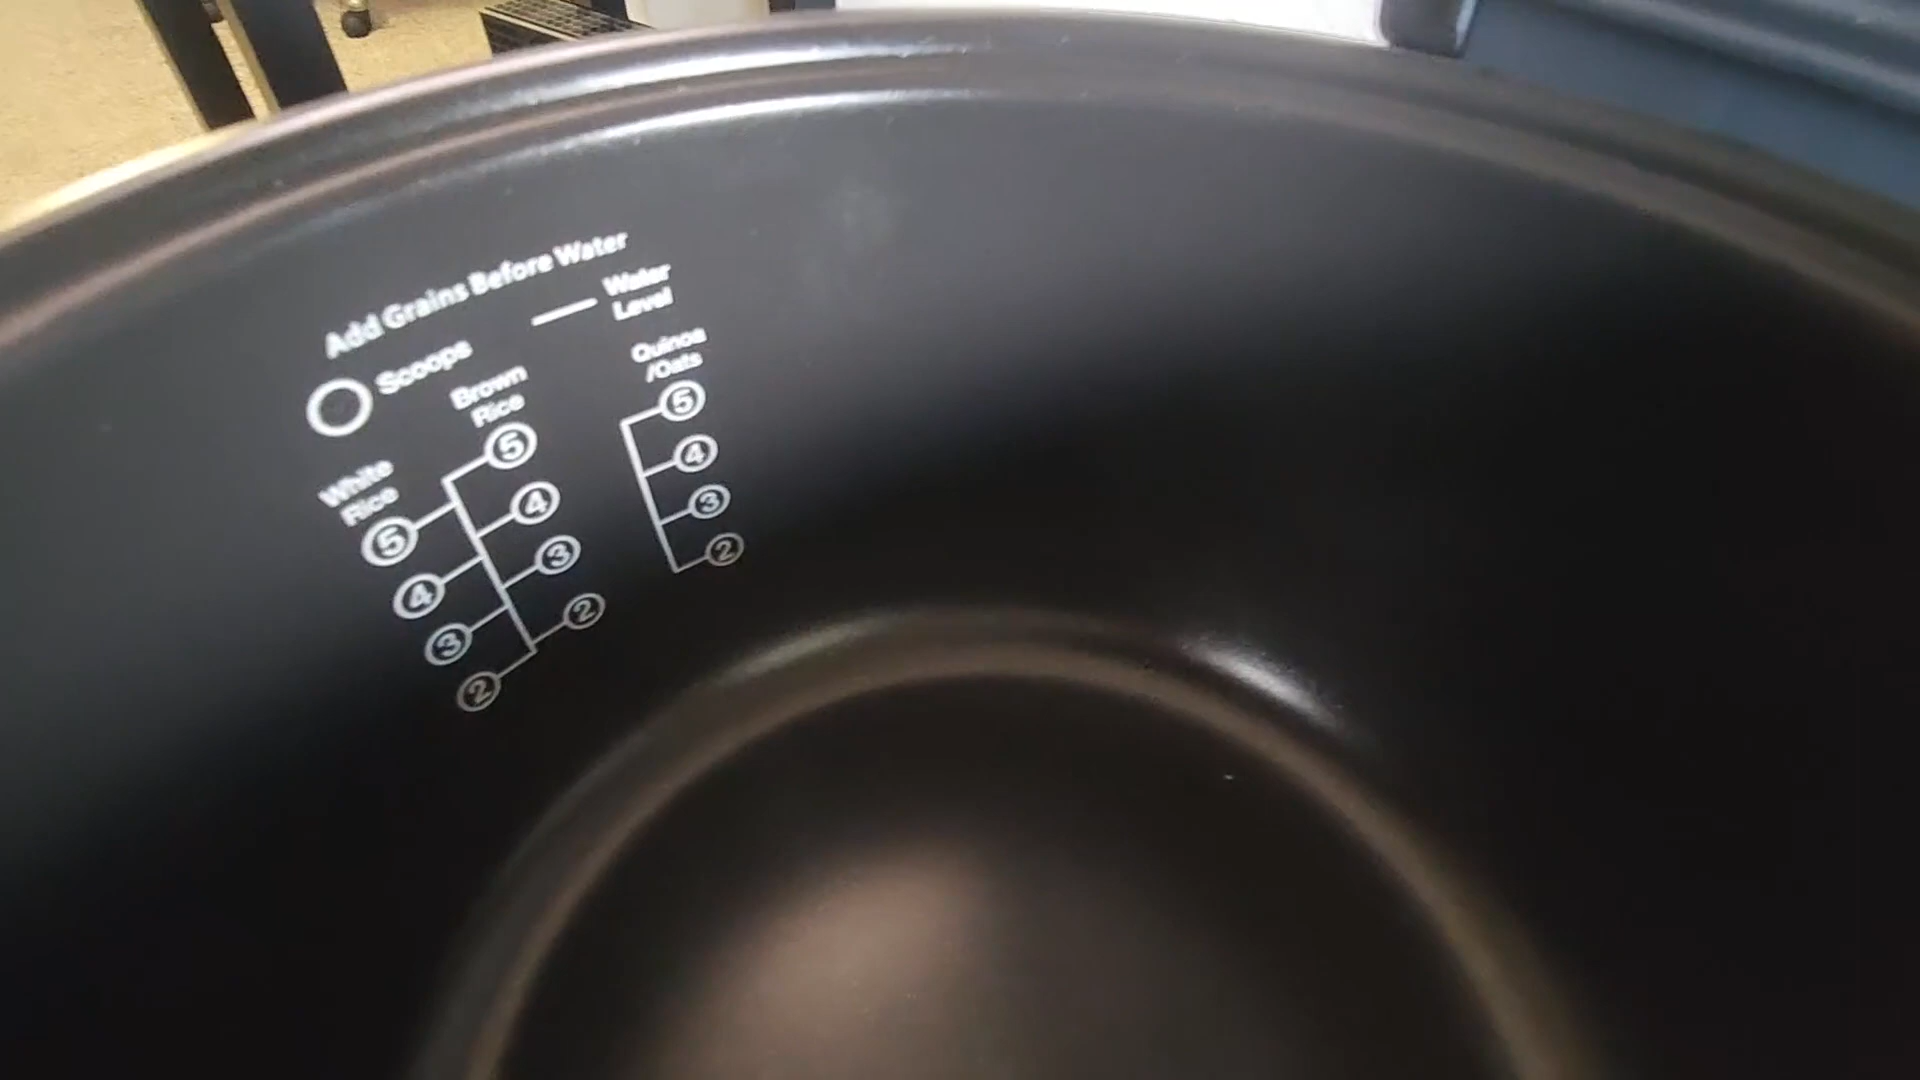 Add Grains Before Water
Scoops
Water
Level
White
Rice
5
4
3
2
Brown
Rice
5
4
3
2
Quinoa
/Oats
5
4
3
2